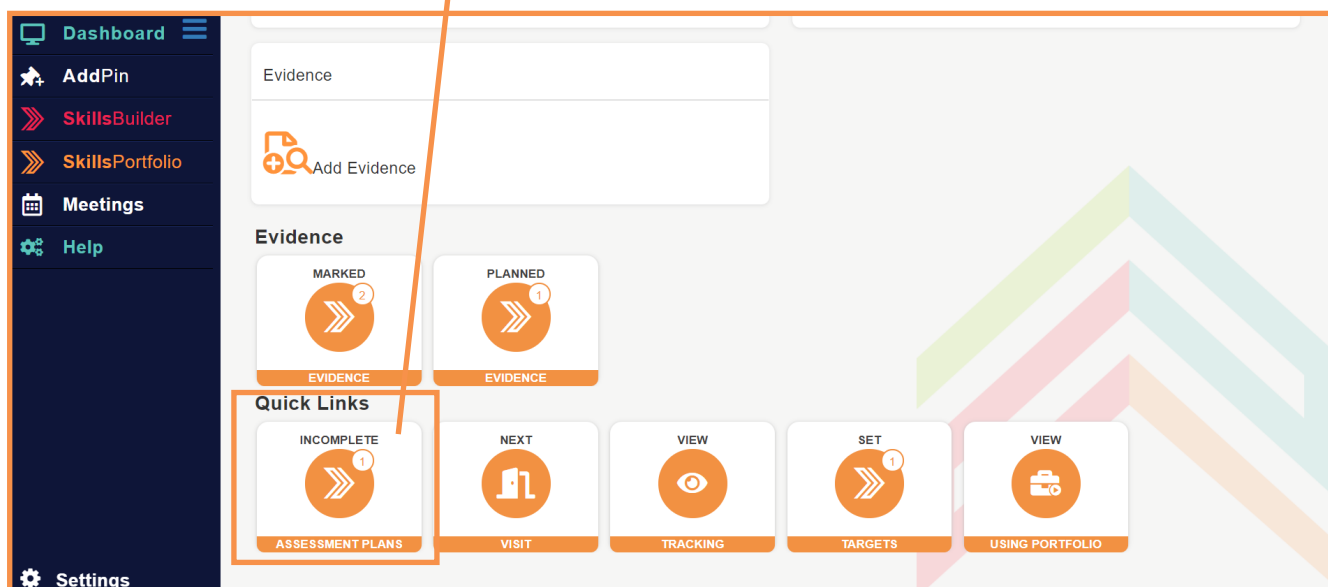 Dashboard
AddPin
SkillsBuilder
SkillsPortfolio
Meetings
Help
Settings
Evidence
Add Evidence
Evidence
MARKED
2
EVIDENCE
PLANNED
1
EVIDENCE
Quick Links
INCOMPLETE
1
ASSESSMENT PLANS
NEXT
VISIT
VIEW
TRACKING
SET
1
TARGETS
VIEW
USING PORTFOLIO